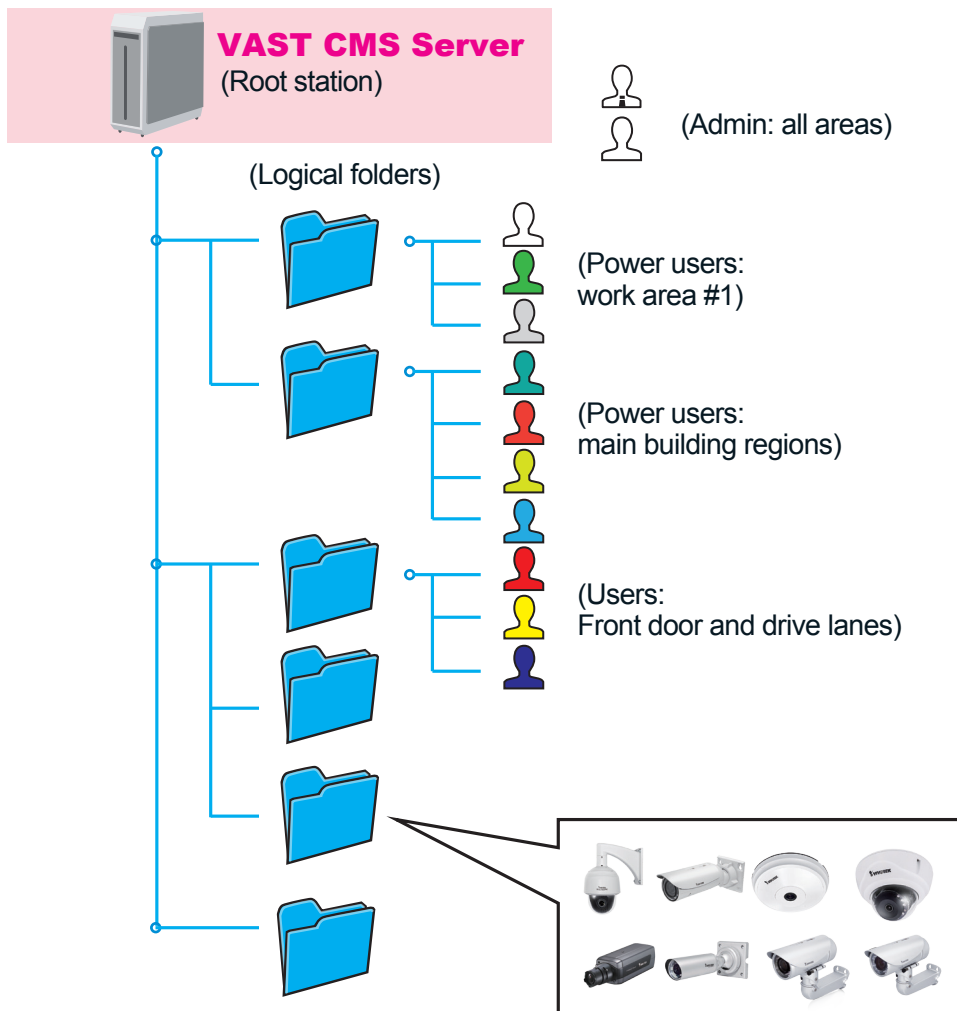 VAST CMS Server
(Root station)
(Admin: all areas)
(Logical folders)
(Power users:
work area #1)
(Power users:
main building regions)
(Users:
Front door and drive lanes)
VIVOTEK